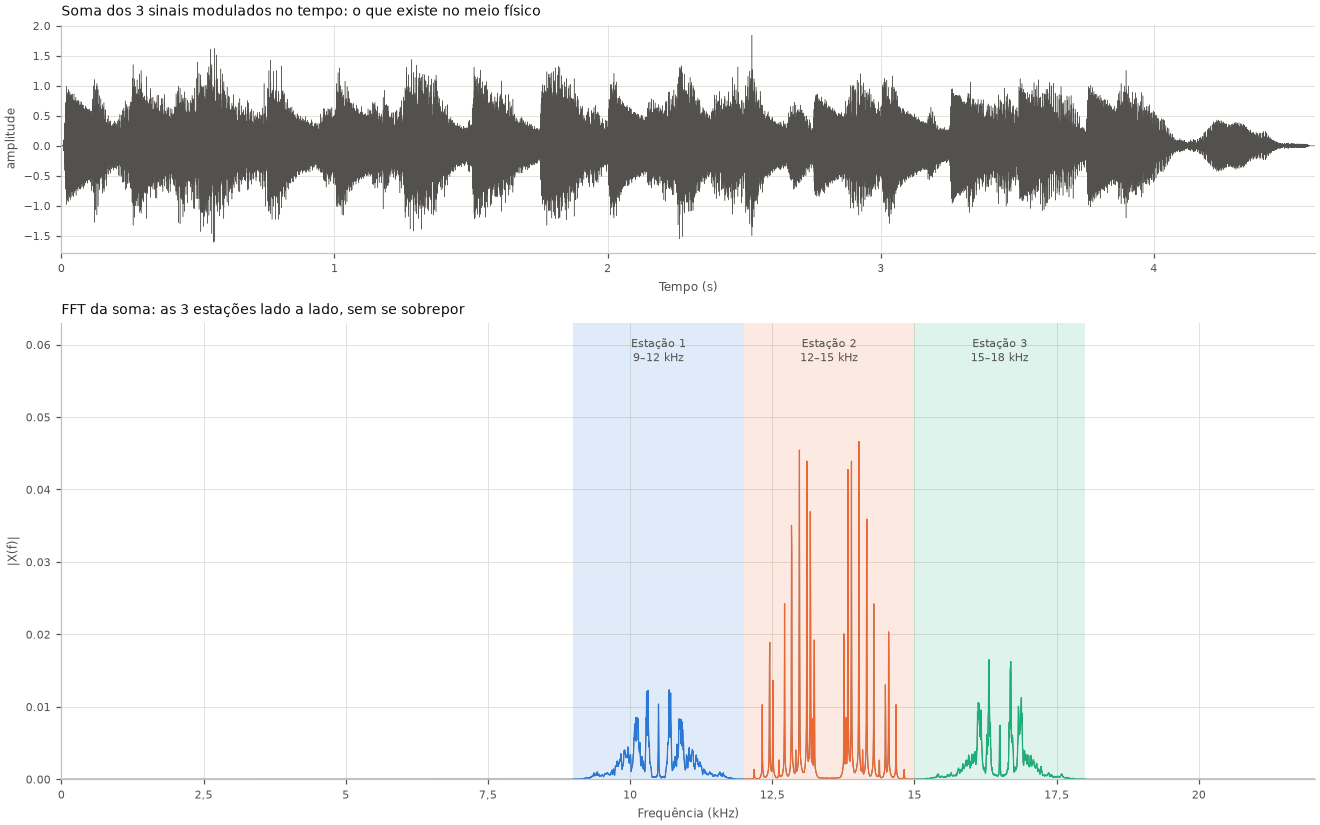 Soma dos 3 sinais modulados no tempo: o que existe no meio físico
2.0
1.5
1.0
0.5
0.0
−0.5
−1.0
−1.5
amplitude
0
1
2
3
4
Tempo (s)
FFT da soma: as 3 estações lado a lado, sem se sobrepor
0.06
0.05
0.04
0.03
0.02
0.01
0.00
|X(f)|
Estação 1
9–12 kHz
Estação 2
12–15 kHz
Estação 3
15–18 kHz
0
2,5
5
7,5
10
12,5
15
17,5
20
Frequência (kHz)